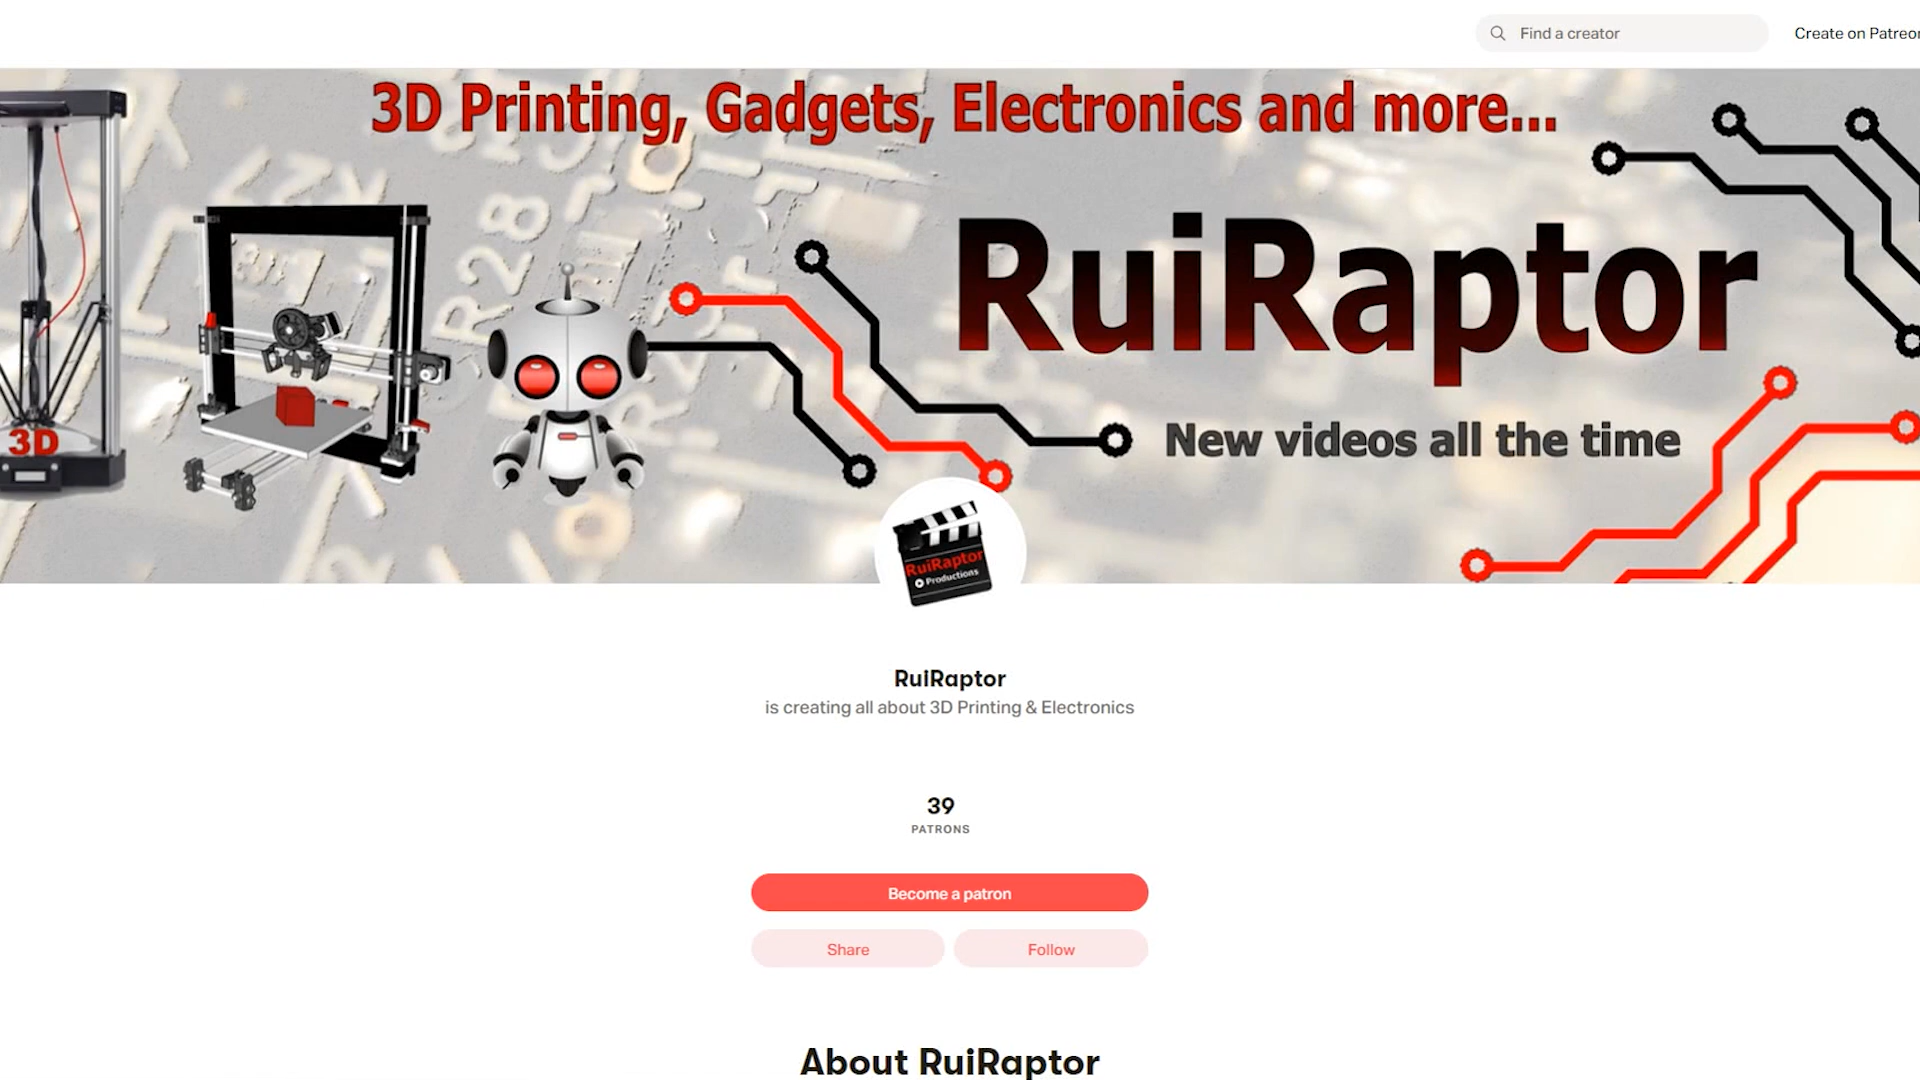 Find a creator
Create on Patreon
3D Printing, Gadgets, Electronics and more...
R28
RuiRaptor
3D
New videos all the time
RuiRaptor
Productions
RuiRaptor
is creating all about 3D Printing & Electronics
39
PATRONS
Become a patron
Share
Follow
About RuiRaptor